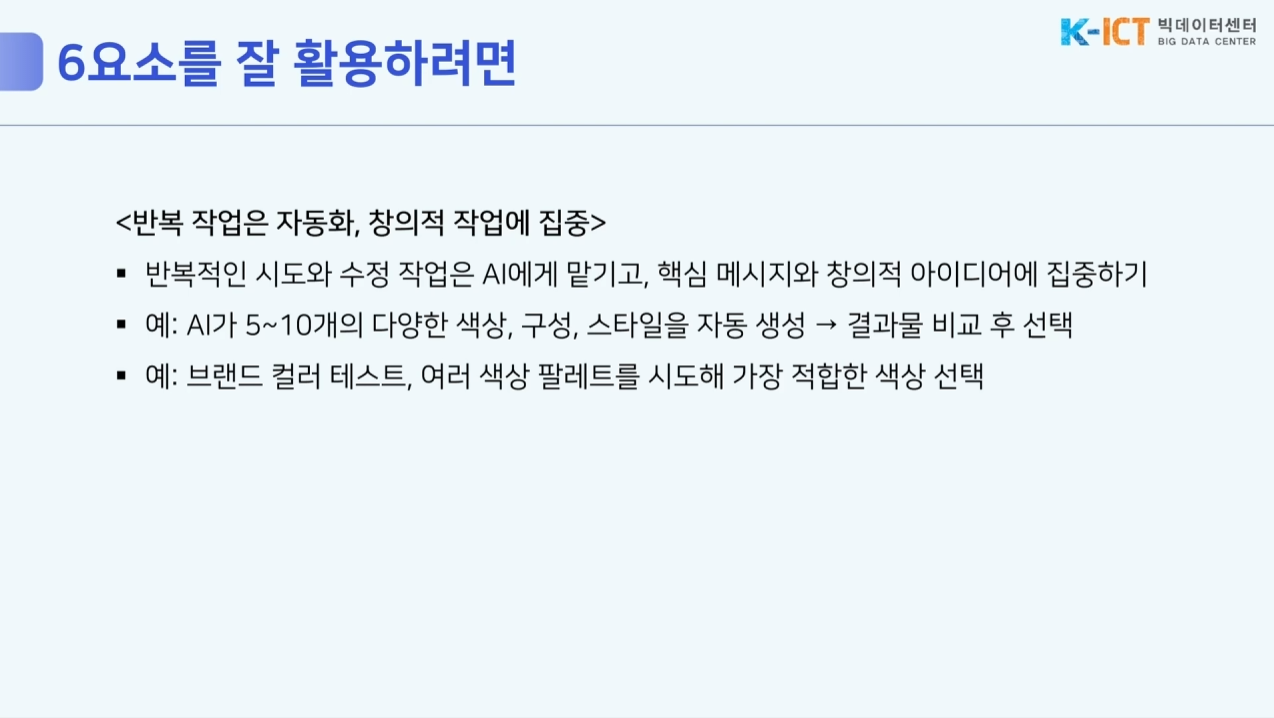 K-ICT 빅데이터센터
BIG DATA CENTER
6요소를 잘 활용하려면
<반복 작업은 자동화, 창의적 작업에 집중>
▪ 반복적인 시도와 수정 작업은 AI에게 맡기고, 핵심 메시지와 창의적 아이디어에 집중하기
▪ 예: AI가 5~10개의 다양한 색상, 구성, 스타일을 자동 생성 → 결과물 비교 후 선택
▪ 예: 브랜드 컬러 테스트, 여러 색상 팔레트를 시도해 가장 적합한 색상 선택